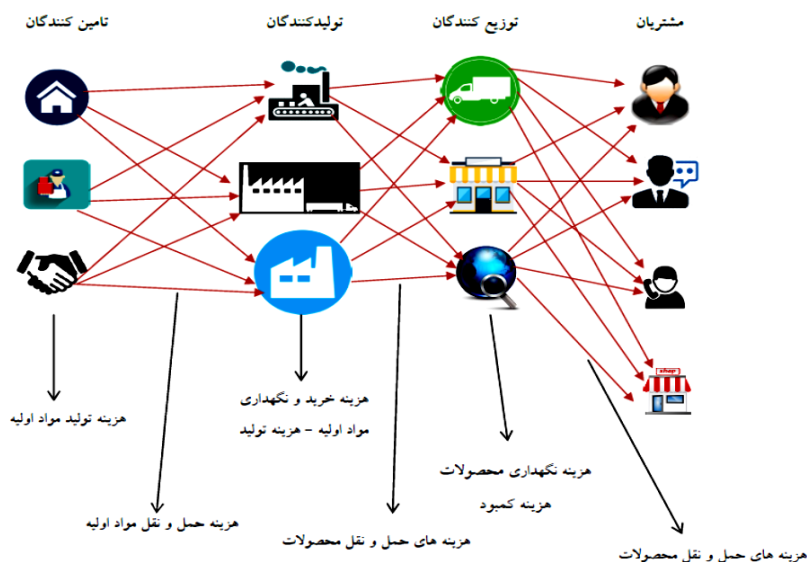 تامین کنندگان
تولیدکنندگان
توزیع کنندگان
مشتریان
shop
هزینه تولید مواد اولیه
هزینه خرید و نگهداری
مواد اولیه - هزینه تولید
هزینه نگهداری محصولات
هزینه کمبود
هزینه حمل و نقل مواد اولیه
هزینه های حمل و نقل محصولات
هزینه های حمل و نقل محصولات